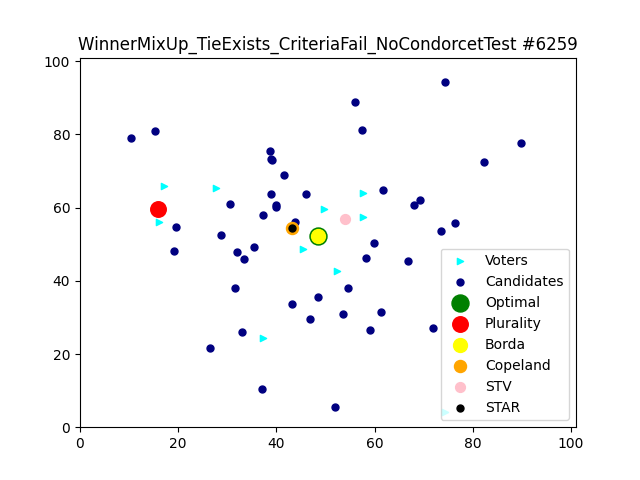 WinnerMixUp_TieExists_CriteriaFail_NoCondorcetTest #6259
100
80
60
40
20
0
0 20 40 60 80 100
Voters
Candidates
Optimal
Plurality
Borda
Copeland
STV
STAR